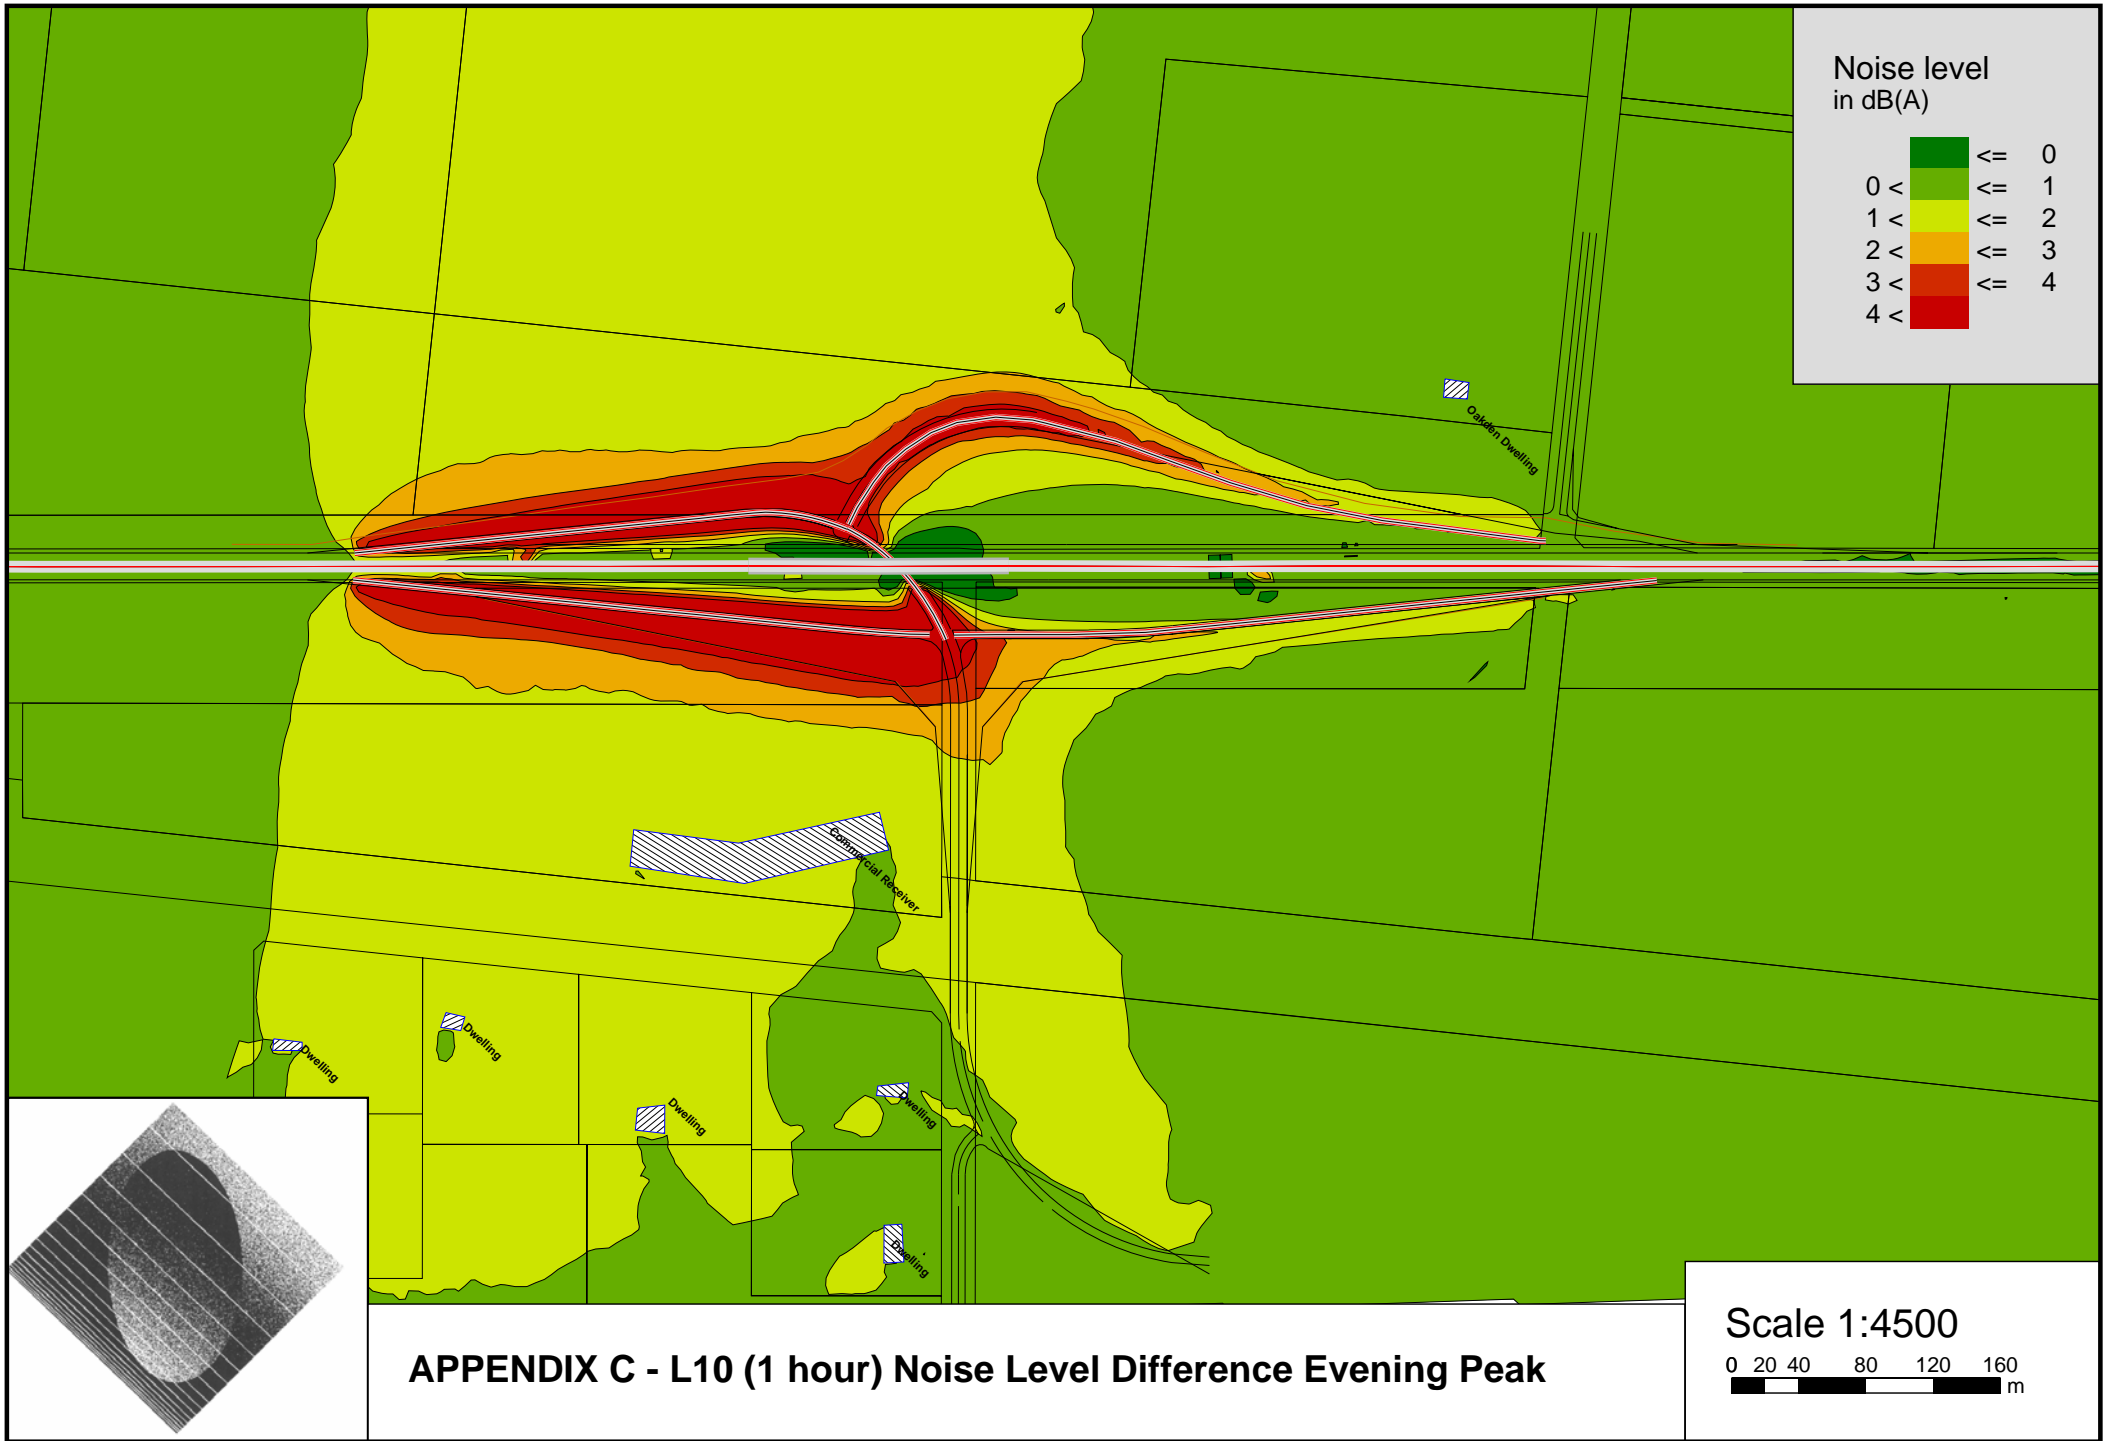 Noise level
in dB(A)
<= 0
0 < <= 1
1 < <= 2
2 < <= 3
3 < <= 4
4 <
Oakden Dwelling
Commercial Receiver
Dwelling
Dwelling
Dwelling
Dwelling
Dwelling
APPENDIX C - L10 (1 hour) Noise Level Difference Evening Peak
Scale 1:4500
0 20 40 80 120 160
m